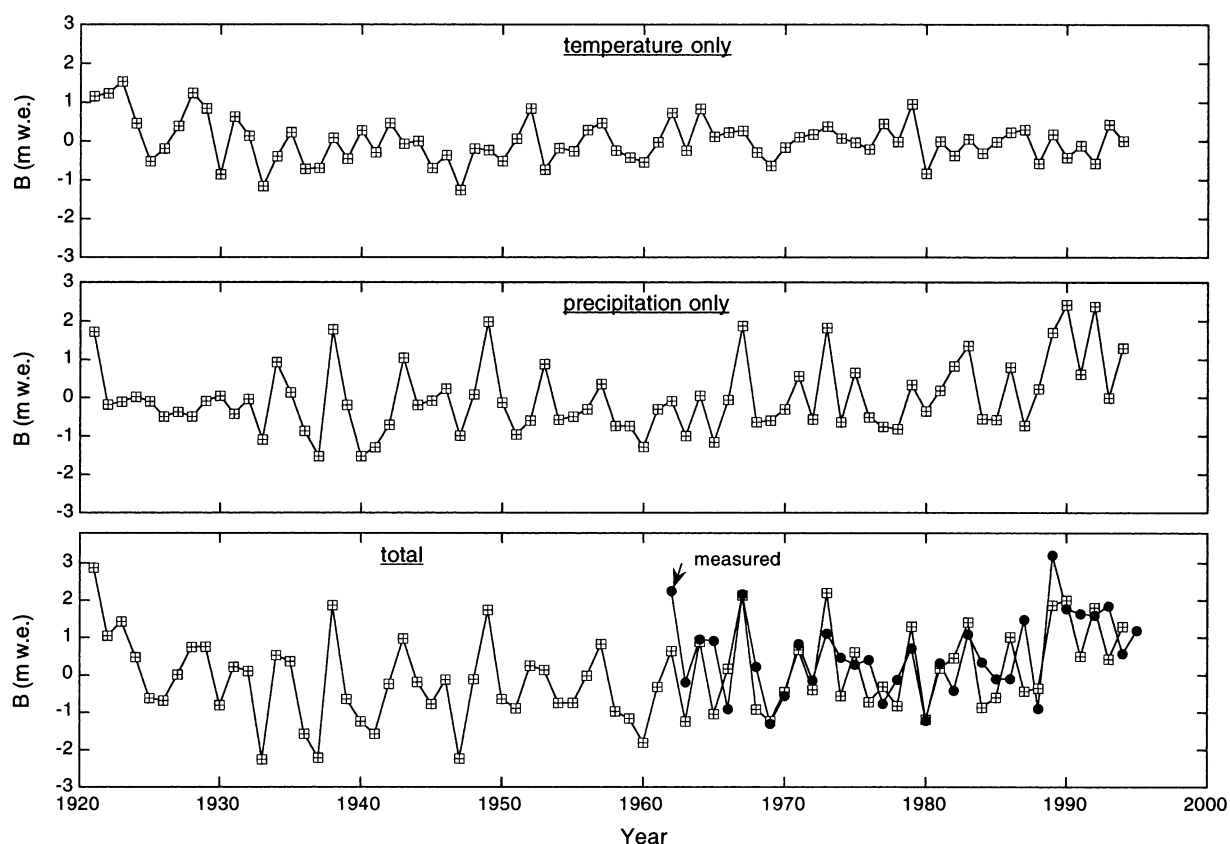 temperature only
B (m w.e.)
3
2
1
0
-1
-2
-3
precipitation only
B (m w.e.)
3
2
1
0
-1
-2
-3
total
measured
B (m w.e.)
3
2
1
0
-1
-2
-3
1920 1930 1940 1950 1960 1970 1980 1990 2000
Year